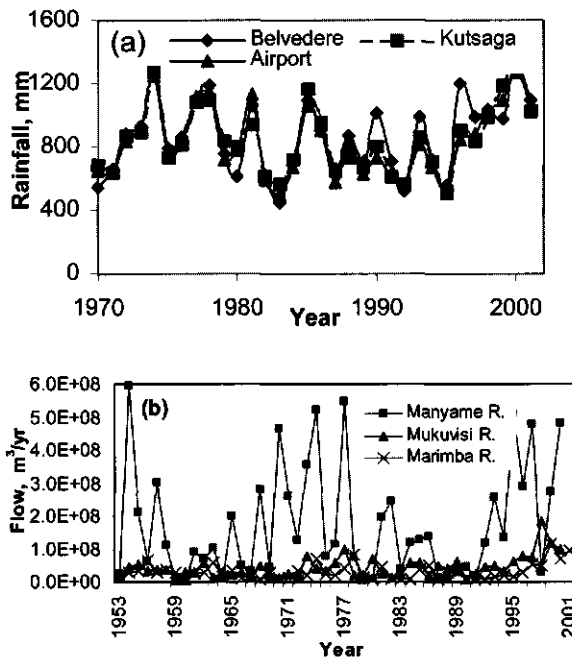 (a)
Belvedere
Kutsaga
Airport
Rainfall, mm
1600
1200
800
400
0
1970
1980
1990
2000
Year
(b)
Manyame R.
Mukuvisi R.
Marimba R.
Flow, m³/yr
6.0E+08
5.0E+08
4.0E+08
3.0E+08
2.0E+08
1.0E+08
0.0E+00
1953
1959
1965
1971
1977
1983
1989
1995
2001
Year